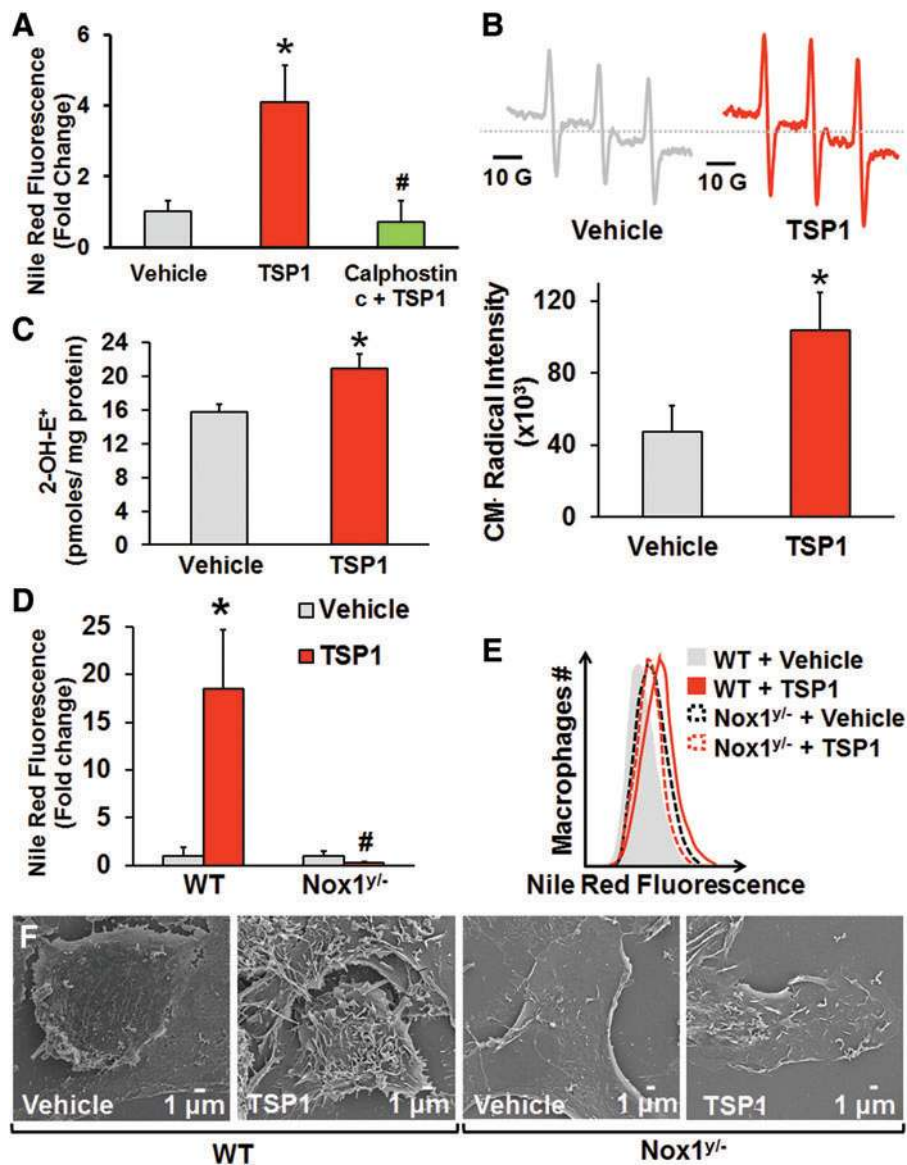 A
Nile Red Fluorescence
(Fold Change)
6
4
2
0
*
#
Vehicle
TSP1
Calphostin
c + TSP1
B
10 G
10 G
Vehicle
TSP1
CM· Radical Intensity
(x10³)
120
80
40
0
*
Vehicle
TSP1
C
2-OH-E⁺
(pmoles/ mg protein)
24
20
16
12
8
4
0
*
Vehicle
TSP1
D
Nile Red Fluorescence
(Fold change)
25
20
15
10
5
0
*
#
Vehicle
TSP1
WT
Nox1ʸ/⁻
E
Macrophages #
Nile Red Fluorescence
WT + Vehicle
WT + TSP1
Nox1ʸ/⁻ + Vehicle
Nox1ʸ/⁻ + TSP1
F
Vehicle
1 µm
TSP1
1 µm
Vehicle
1 µm
TSP1
1 µm
WT
Nox1ʸ/⁻